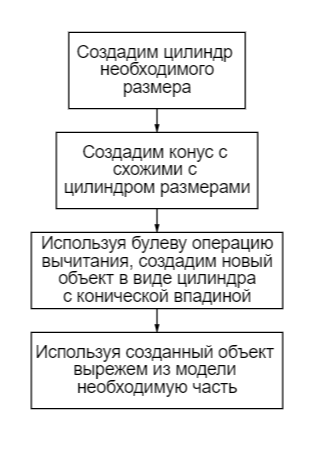 Создадим цилиндр
необходимого
размера
Создадим конус с
схожими с
цилиндром размерами
Используя булеву операцию
вычитания, создадим новый
объект в виде цилиндра
с конической впадиной
Используя созданный объект
вырежем из модели
необходимую часть